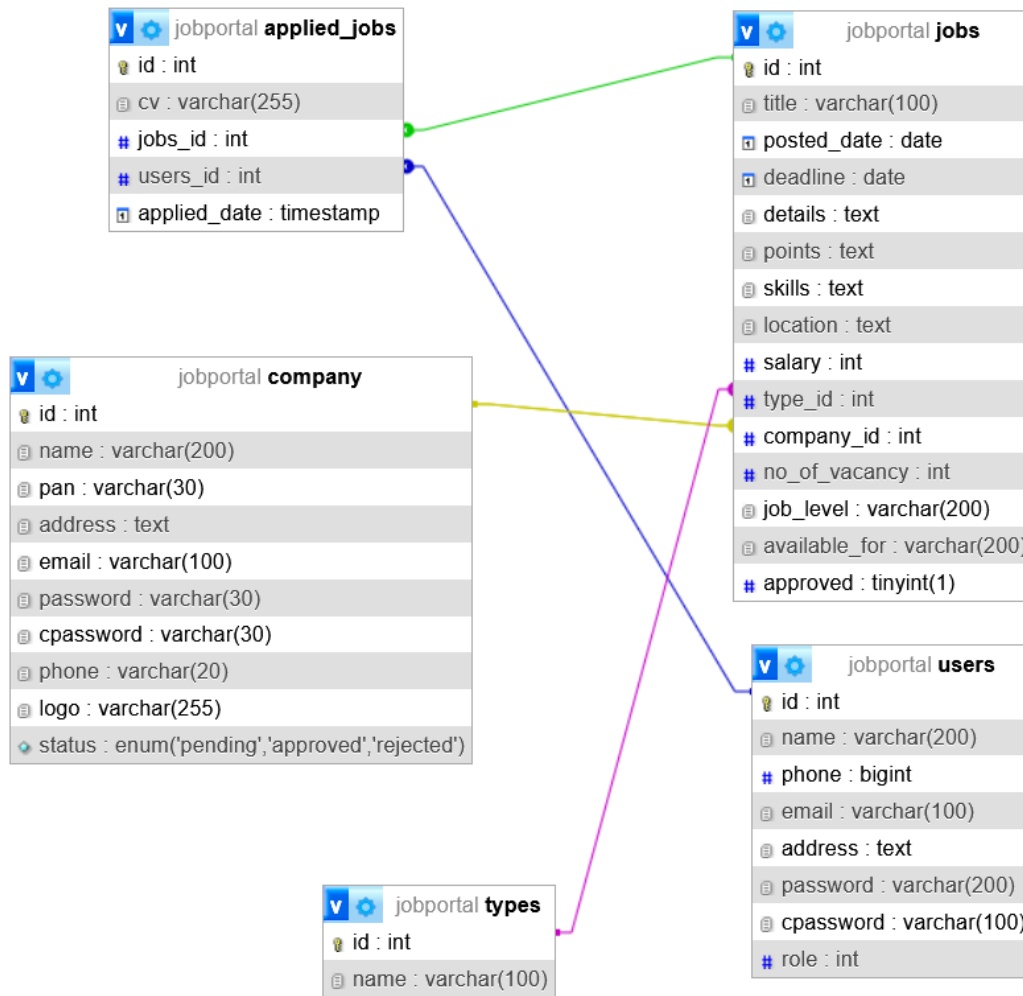 jobportal applied_jobs
id : int
cv : varchar(255)
jobs_id : int
users_id : int
applied_date : timestamp
jobportal jobs
id : int
title : varchar(100)
posted_date : date
deadline : date
details : text
points : text
skills : text
location : text
salary : int
type_id : int
company_id : int
no_of_vacancy : int
job_level : varchar(200)
available_for : varchar(200)
approved : tinyint(1)
jobportal company
id : int
name : varchar(200)
pan : varchar(30)
address : text
email : varchar(100)
password : varchar(30)
cpassword : varchar(30)
phone : varchar(20)
logo : varchar(255)
status : enum('pending','approved','rejected')
jobportal users
id : int
name : varchar(200)
phone : bigint
email : varchar(100)
address : text
password : varchar(200)
cpassword : varchar(100)
role : int
jobportal types
id : int
name : varchar(100)